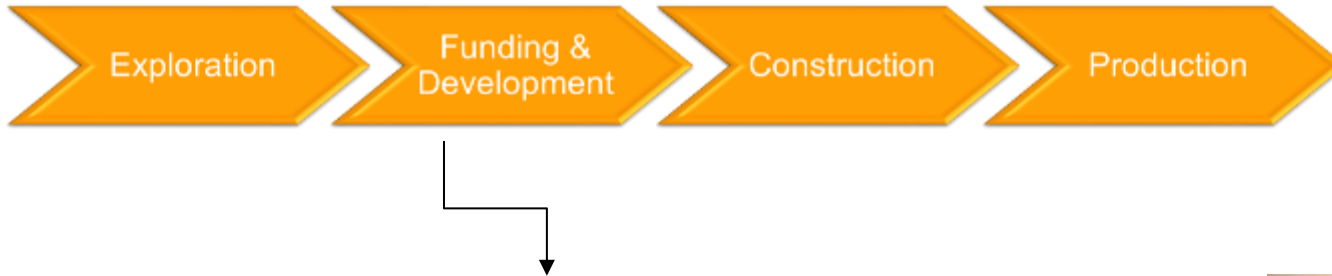 Exploration
Funding &
Development
Construction
Production